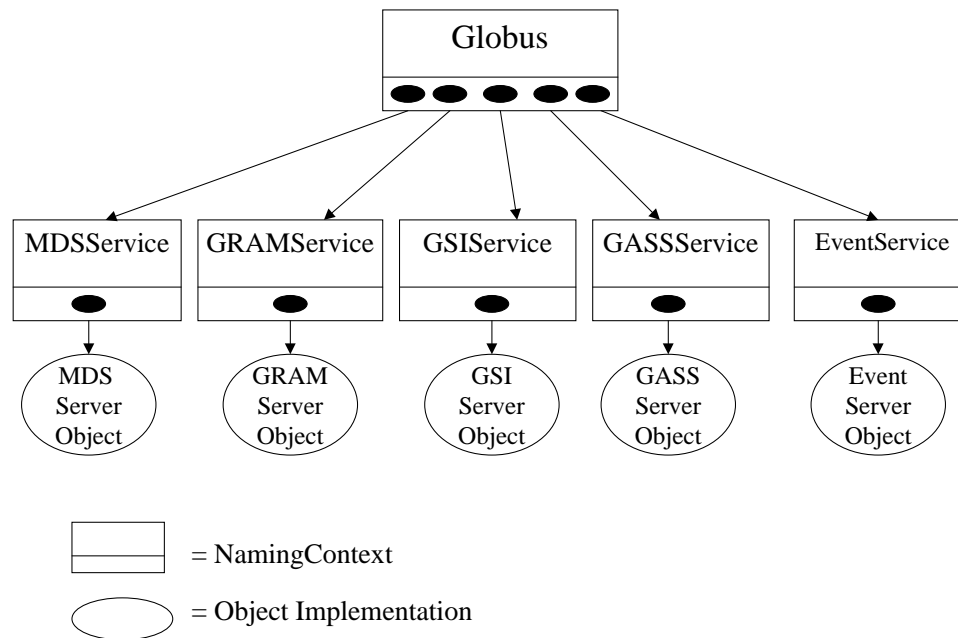 Globus
MDSService
GRAMService
GSIService
GASSService
EventService
MDS
Server
Object
GRAM
Server
Object
GSI
Server
Object
GASS
Server
Object
Event
Server
Object
= NamingContext
= Object Implementation